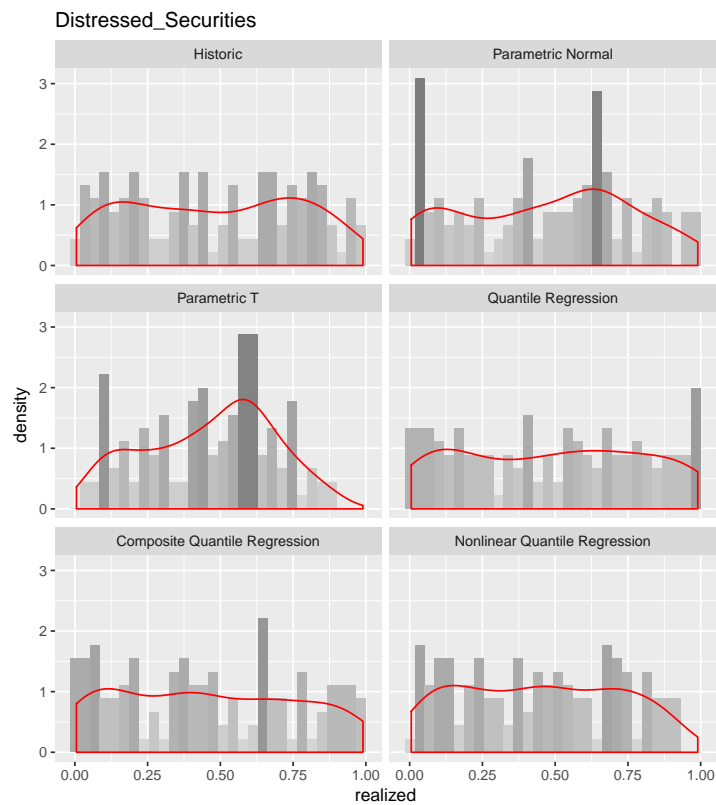 Distressed_Securities
Historic
Parametric Normal
3
2
1
0
Parametric T
Quantile Regression
3
2
1
0
density
Composite Quantile Regression
Nonlinear Quantile Regression
3
2
1
0
0.00 0.25 0.50 0.75 1.00 0.00 0.25 0.50 0.75 1.00
realized